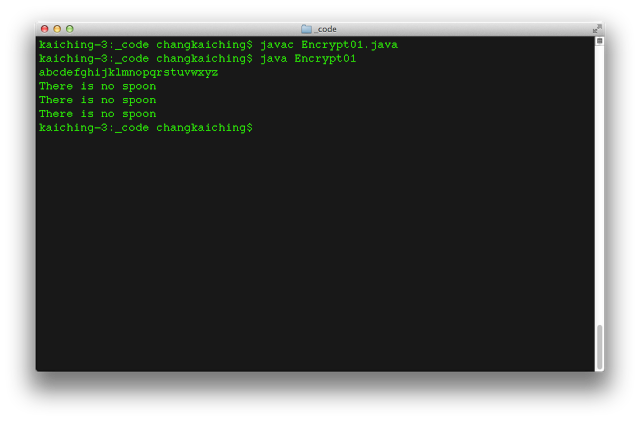 _code
kaiching-3:_code changkaiching$ javac Encrypt01.java
kaiching-3:_code changkaiching$ java Encrypt01
abcdefghijklmnopqrstuvwxyz
There is no spoon
There is no spoon
There is no spoon
kaiching-3:_code changkaiching$